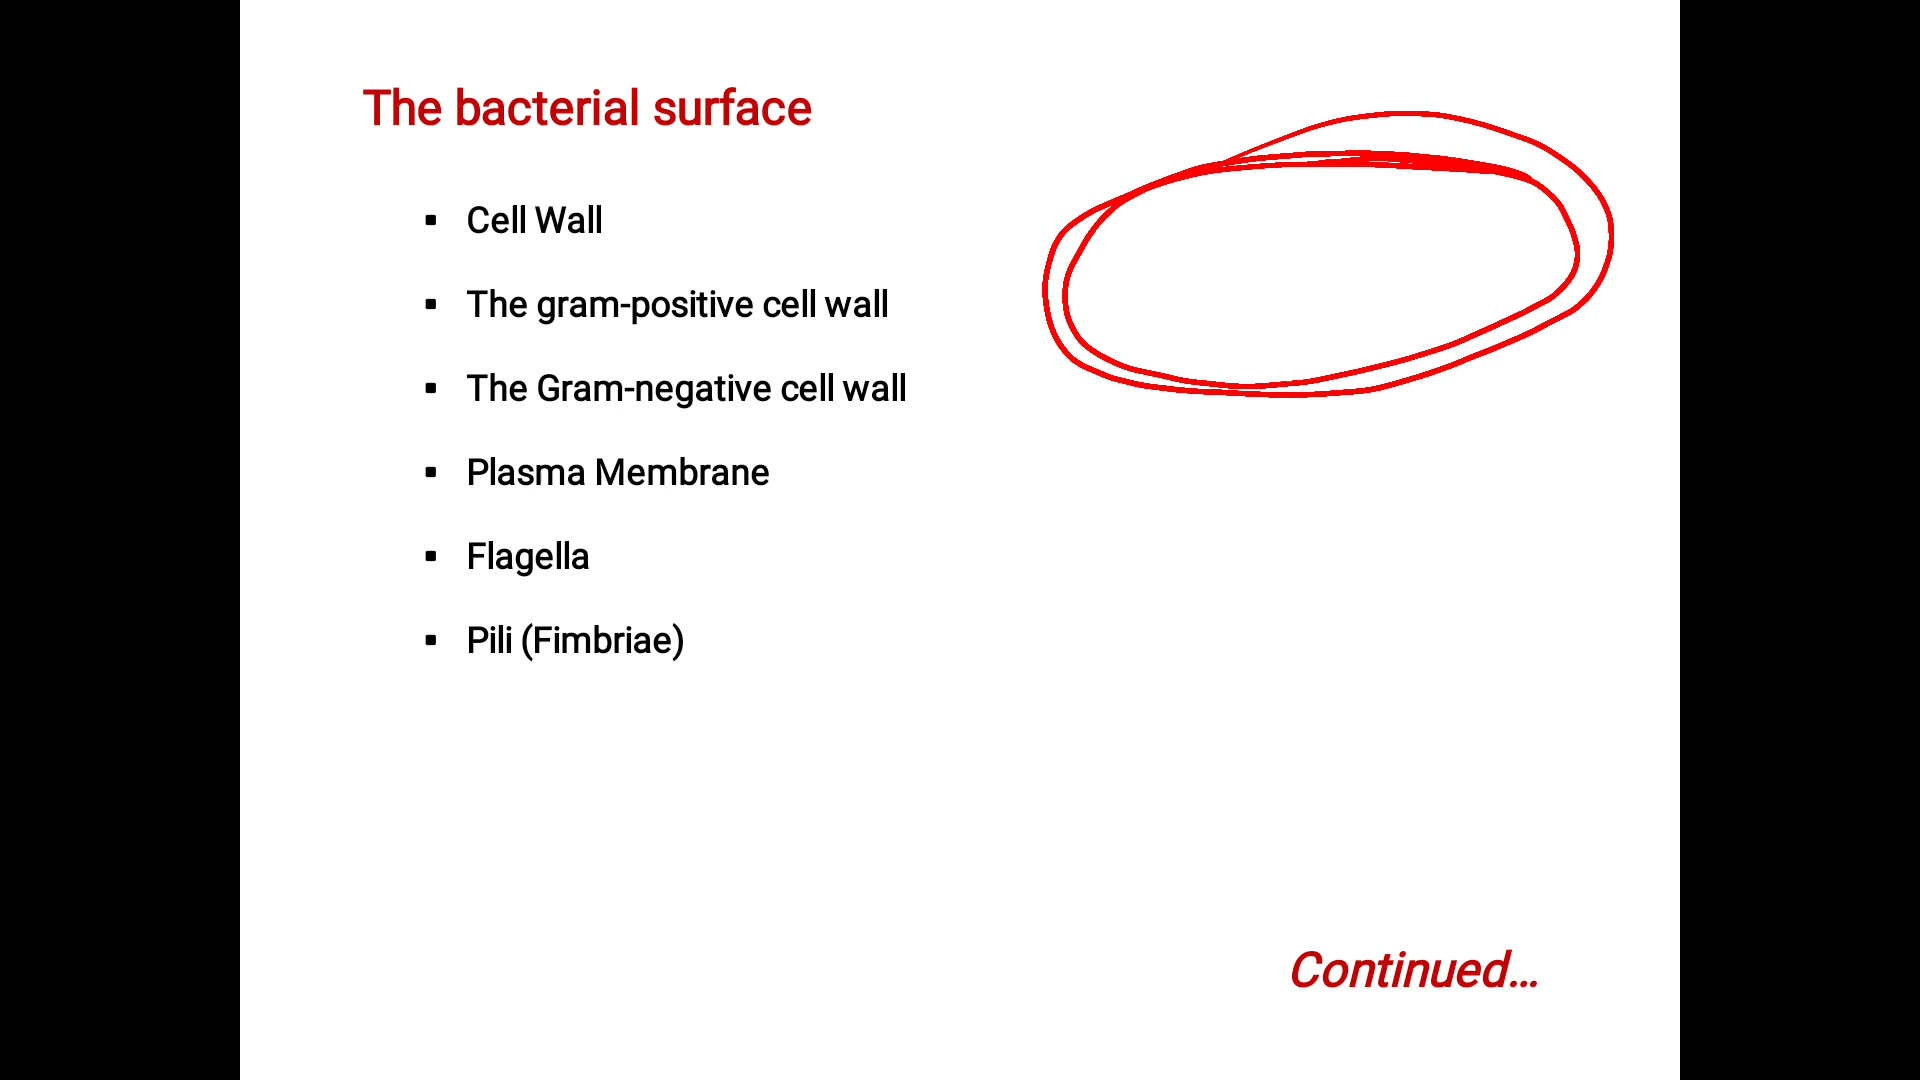 The bacterial surface
▪ Cell Wall
▪ The gram-positive cell wall
▪ The Gram-negative cell wall
▪ Plasma Membrane
▪ Flagella
▪ Pili (Fimbriae)
Continued...